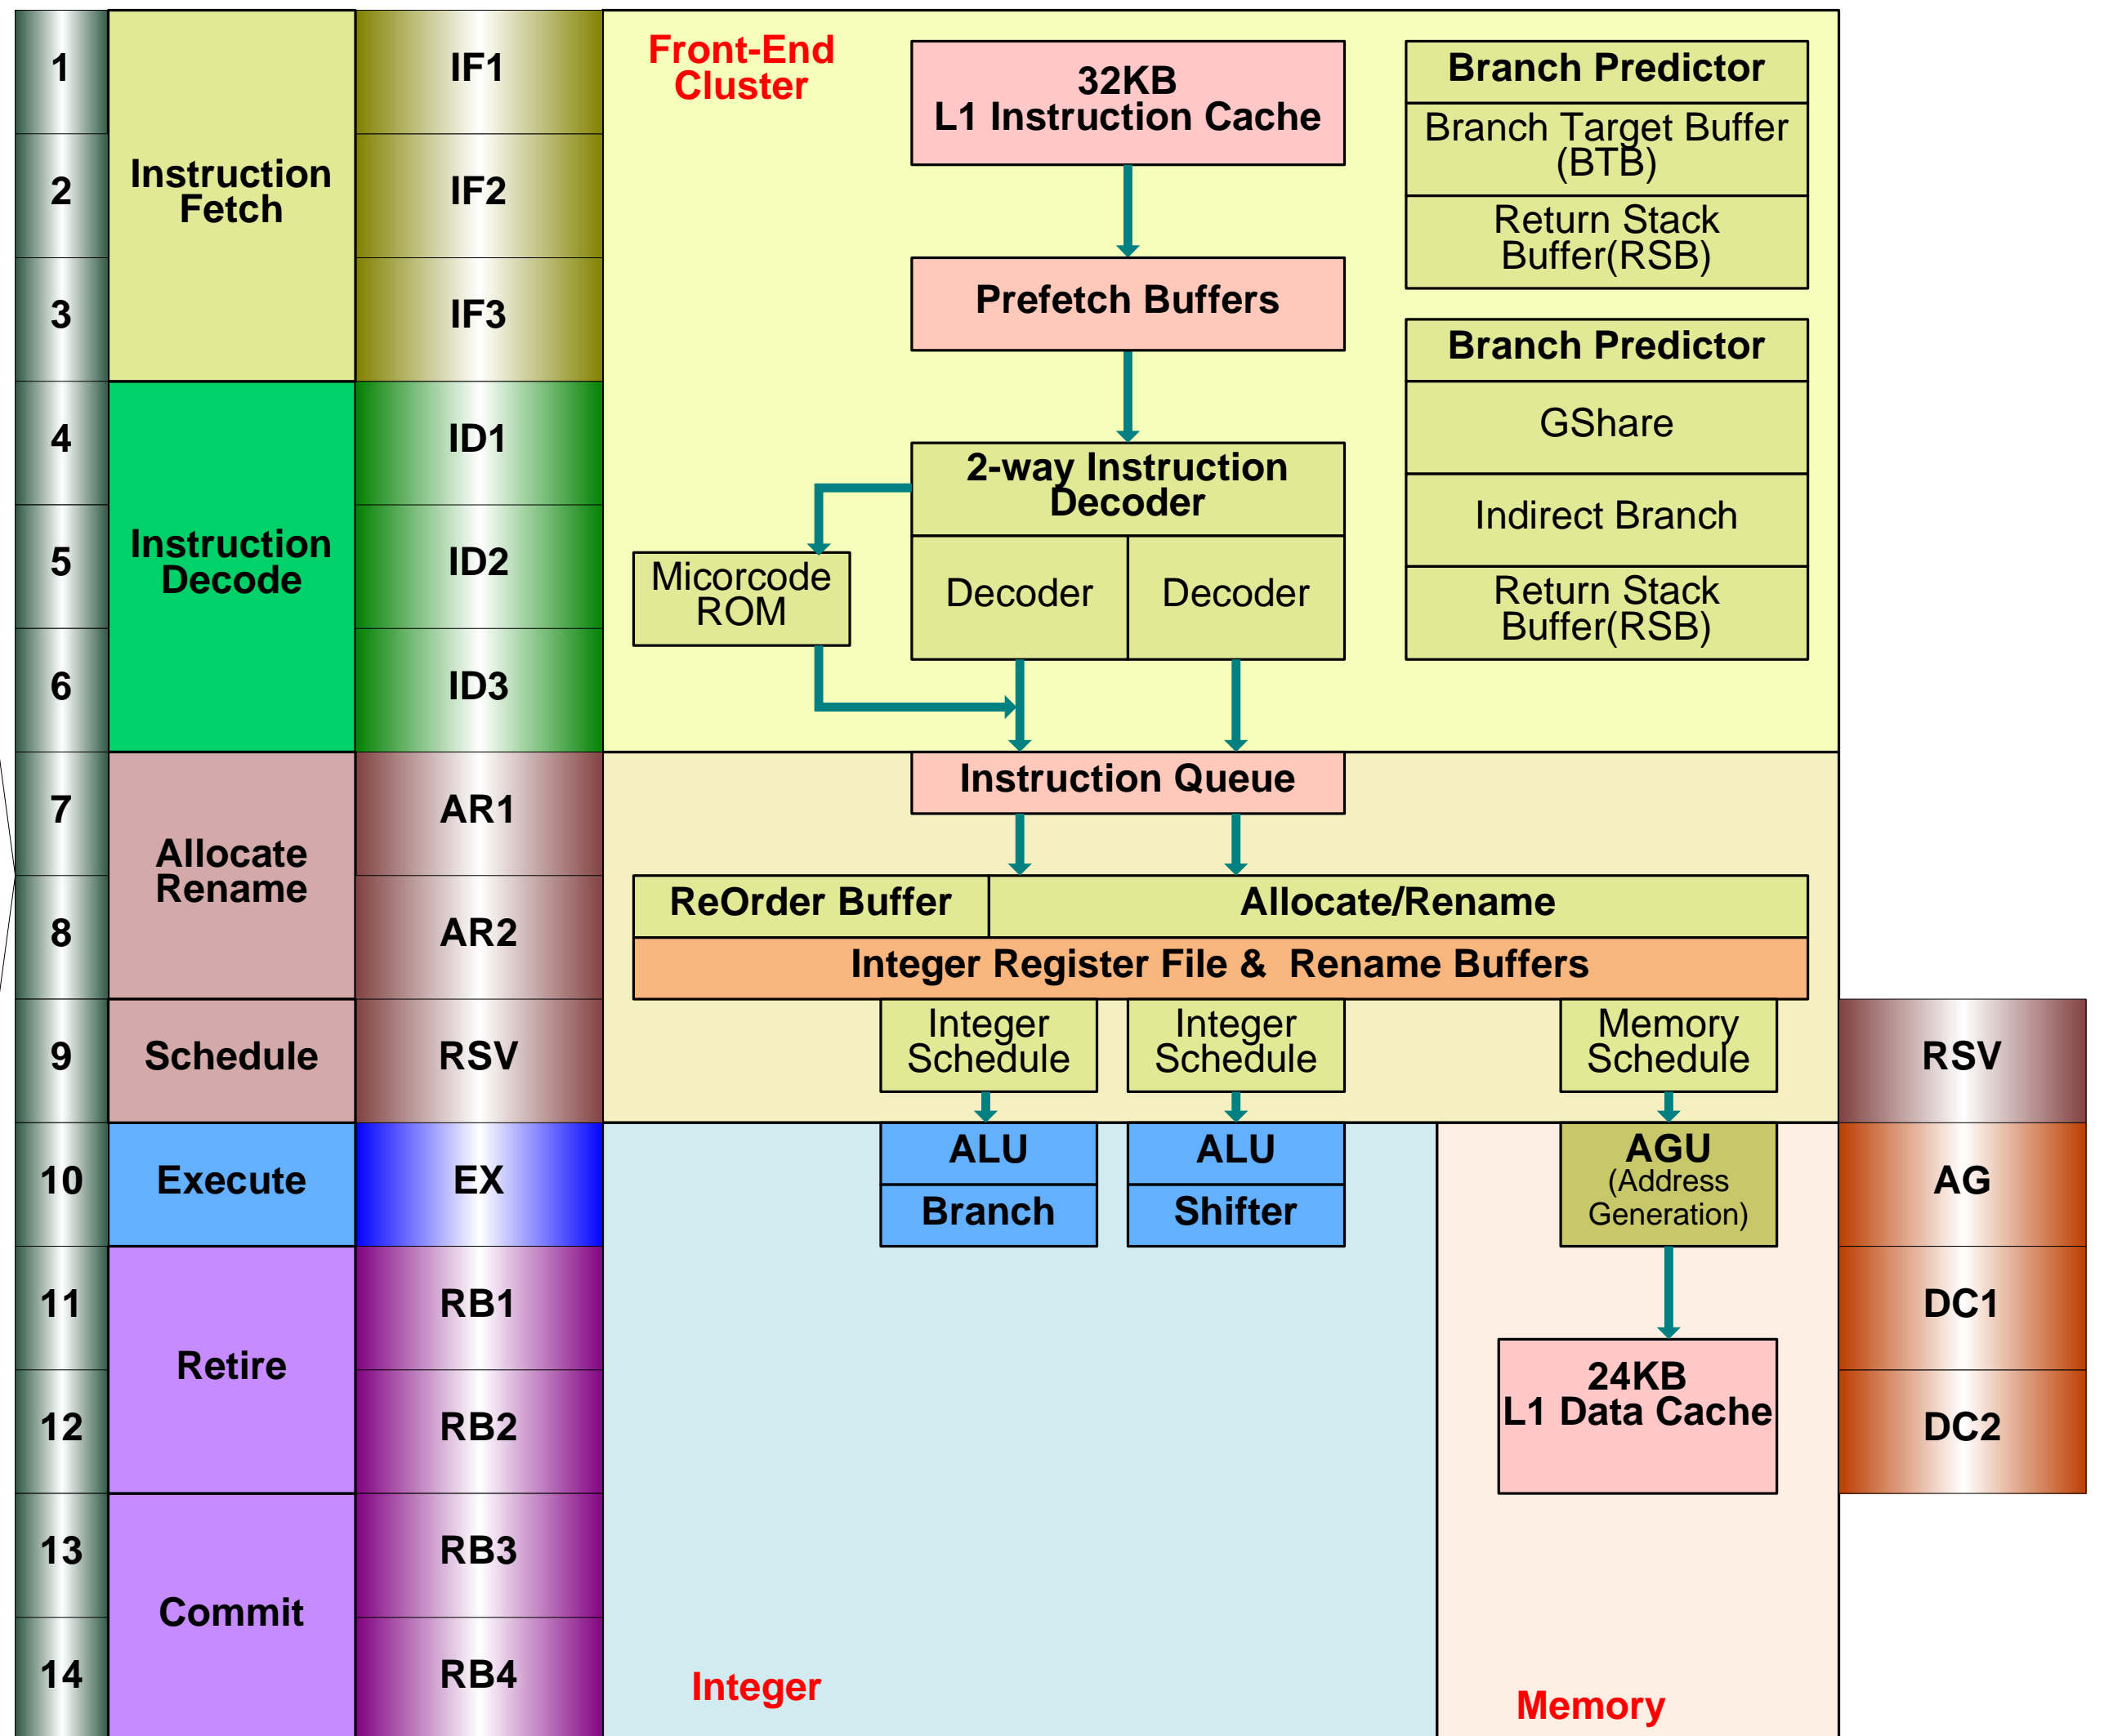 1
2
3
4
5
6
7
8
9
10
11
12
13
14
Instruction
Fetch
Instruction
Decode
Allocate
Rename
Schedule
Execute
Retire
Commit
IF1
IF2
IF3
ID1
ID2
ID3
AR1
AR2
RSV
EX
RB1
RB2
RB3
RB4
Front-End
Cluster
32KB
L1 Instruction Cache
Prefetch Buffers
2-way Instruction
Decoder
Decoder
Decoder
Micorcode
ROM
Branch Predictor
Branch Target Buffer
(BTB)
Return Stack
Buffer(RSB)
Branch Predictor
GShare
Indirect Branch
Return Stack
Buffer(RSB)
Instruction Queue
ReOrder Buffer
Allocate/Rename
Integer Register File & Rename Buffers
Integer
Schedule
Integer
Schedule
Memory
Schedule
ALU
Branch
ALU
Shifter
AGU
(Address
Generation)
24KB
L1 Data Cache
Integer
Memory
RSV
AG
DC1
DC2